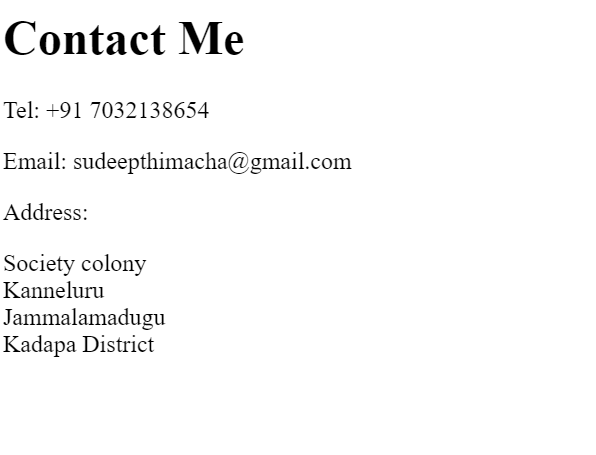 Contact Me
Tel: +91 7032138654
Email: sudeepthimacha@gmail.com
Address:
Society colony
Kanneluru
Jammalamadugu
Kadapa District